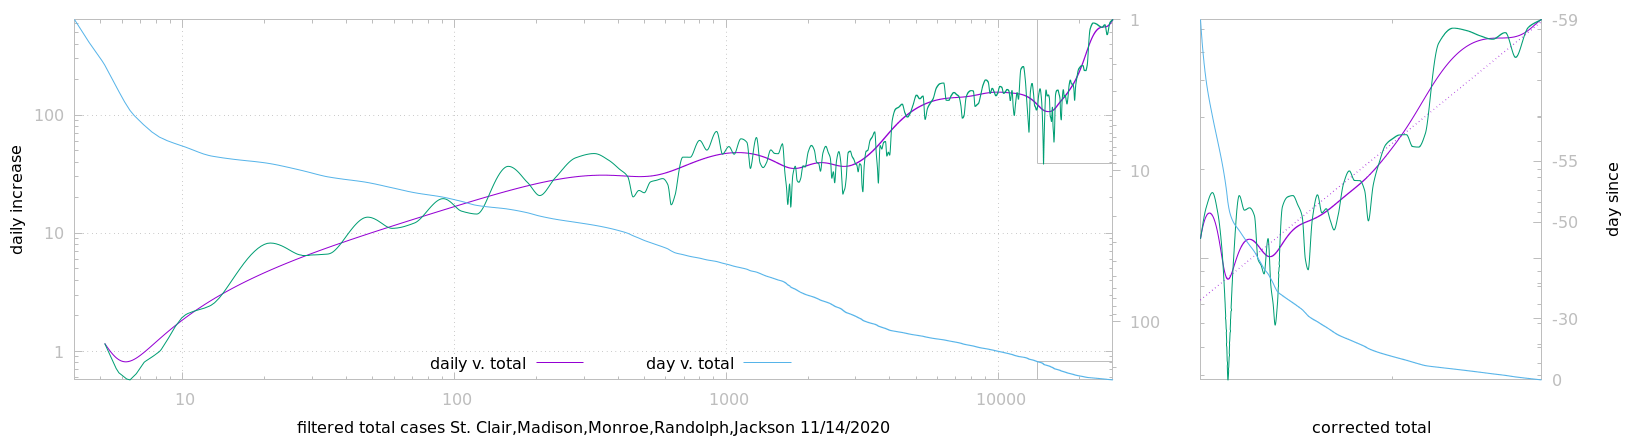 100
10
1
daily increase
10
100
1000
10000
filtered total cases St. Clair,Madison,Monroe,Randolph,Jackson 11/14/2020
daily v. total
day v. total
1
10
100
-59
-55
-50
-30
0
day since
corrected total